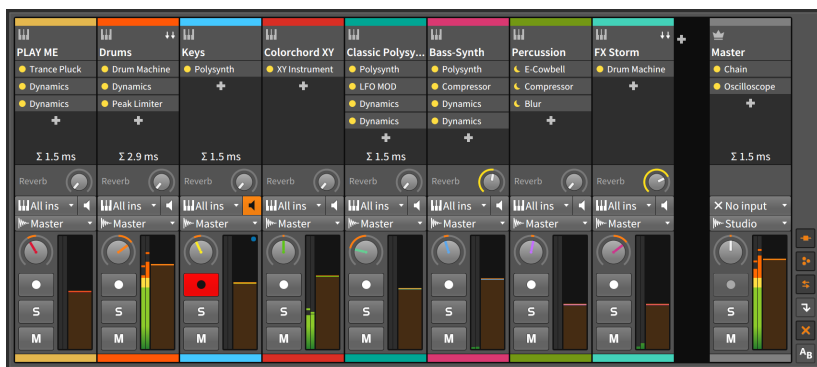 PLAY ME Drums Keys Colorchord XY Classic Polysy... Bass-Synth Percussion FX Storm Master
Trance Pluck Drum Machine Polysynth XY Instrument Polysynth Polysynth E-Cowbell Drum Machine Chain
Dynamics Dynamics LFO MOD Compressor Compressor Oscilloscope
Dynamics Peak Limiter Dynamics Dynamics Blur
Dynamics Dynamics
Σ 1.5 ms Σ 2.9 ms Σ 1.5 ms Σ 1.5 ms Σ 1.5 ms
Reverb Reverb Reverb Reverb Reverb Reverb Reverb Reverb
All ins All ins All ins All ins All ins All ins All ins All ins No input
Master Master Master Master Master Master Master Master Studio
S S S S S S S S S
M M M M M M M M M
AB